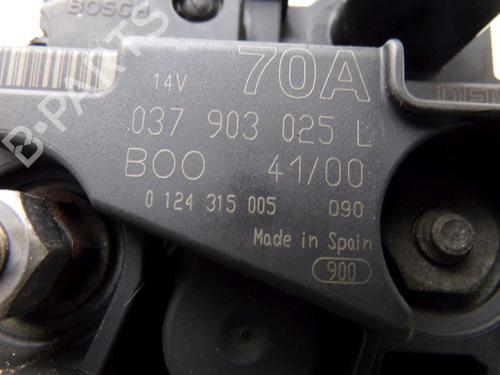 BOSCH
14V 70A
037 903 025 L
BOO 41/00
0 124 315 005 090
Made in Spain
900
B-PARTS